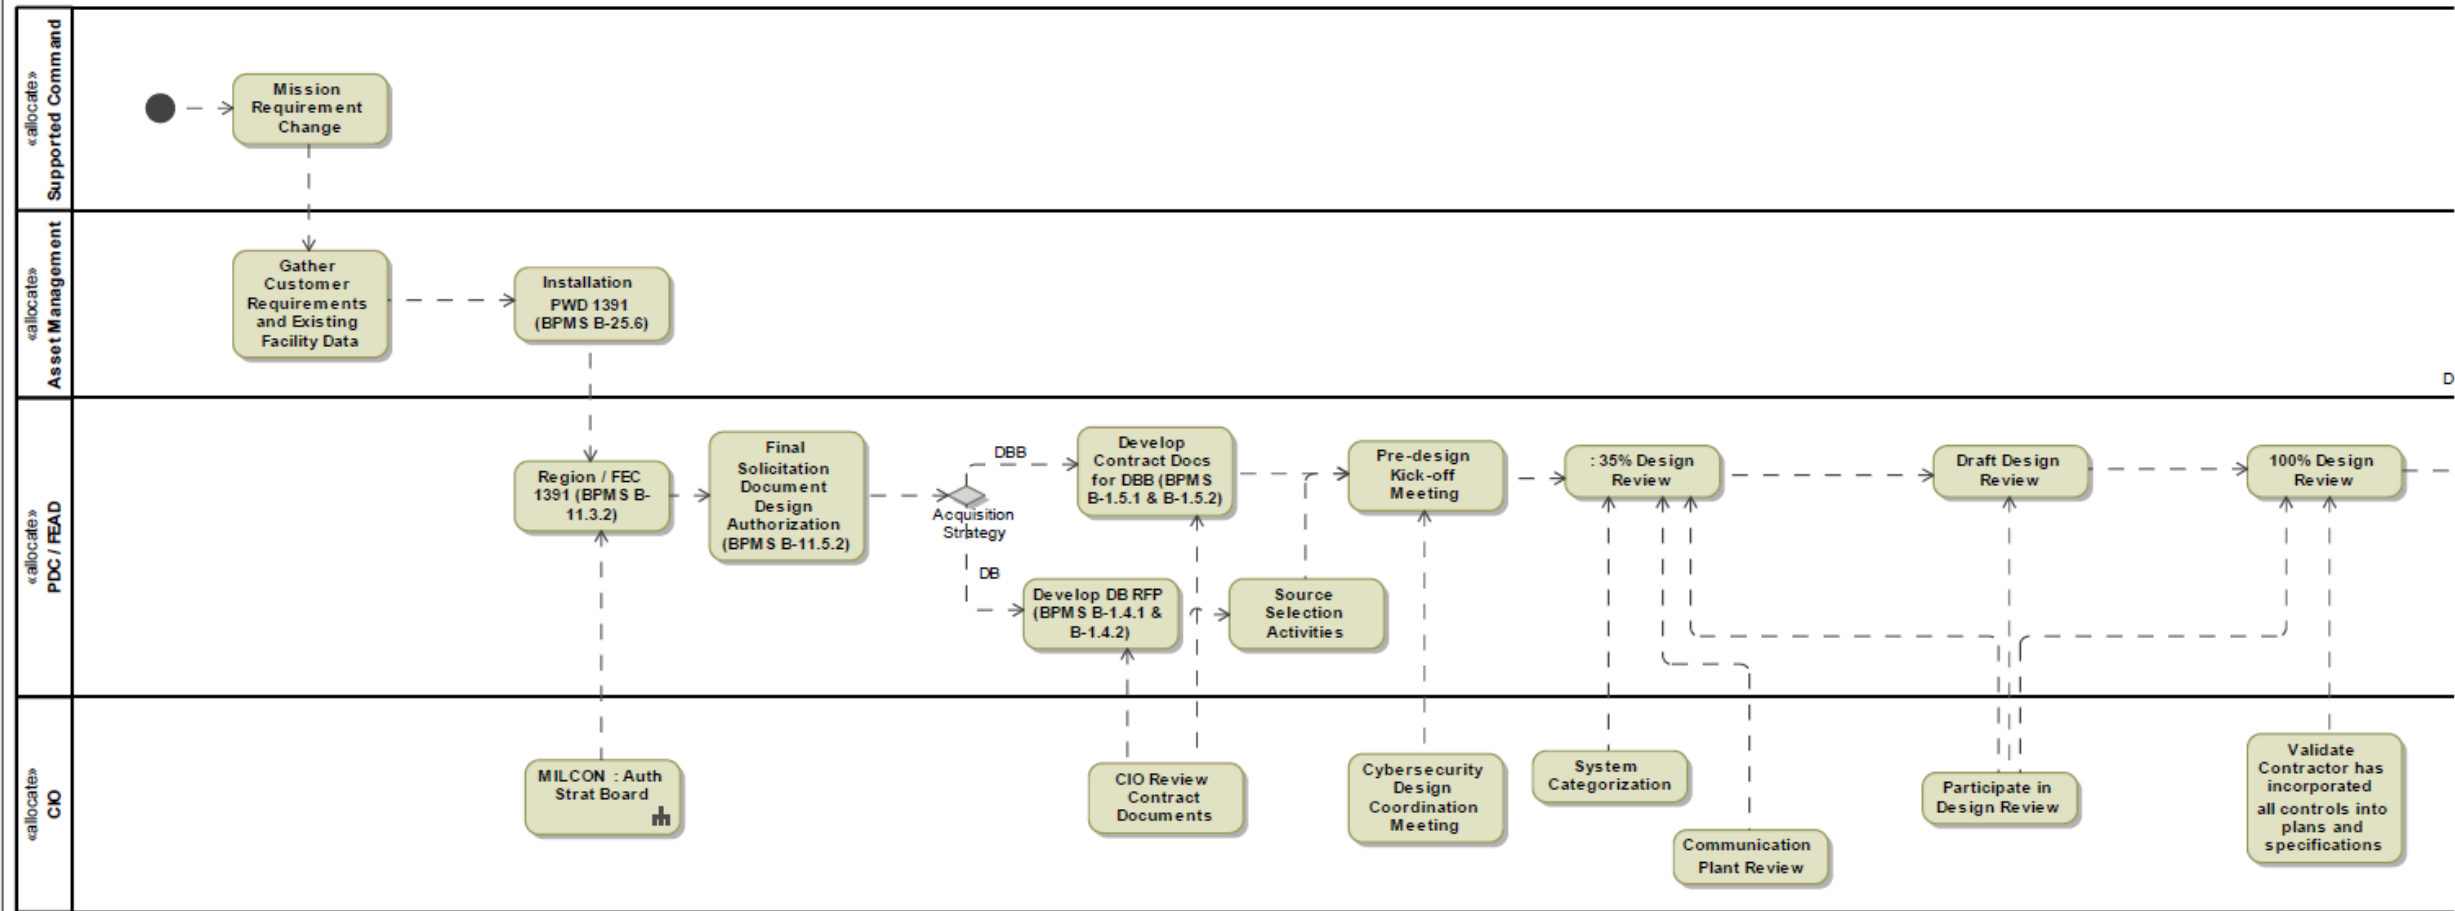 «allocate»
Supported Command
Mission
Requirement
Change
«allocate»
Asset Management
Gather
Customer
Requirements
and Existing
Facility Data
Installation
PWD 1391
(BPMS B-25.6)
D
«allocate»
PDC / FEAD
Region / FEC
1391 (BPMS B-
11.3.2)
Final
Solicitation
Document
Design
Authorization
(BPMS B-11.5.2)
Acquisition
Strategy
DBB
DB
Develop
Contract Docs
for DBB (BPMS
B-1.5.1 & B-1.5.2)
Develop DB RFP
(BPMS B-1.4.1 &
B-1.4.2)
Source
Selection
Activities
Pre-design
Kick-off
Meeting
: 35% Design
Review
Draft Design
Review
100% Design
Review
«allocate»
CIO
MILCON : Auth
Strat Board
CIO Review
Contract
Documents
Cybersecurity
Design
Coordination
Meeting
System
Categorization
Communication
Plant Review
Participate in
Design Review
Validate
Contractor has
incorporated
all controls into
plans and
specifications